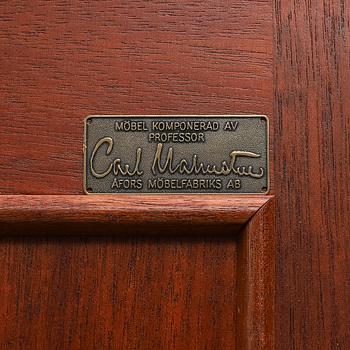 MÖBEL KOMPONERAD AV
PROFESSOR
Carl Malmsten
ÅFORS MÖBELFABRIKS AB